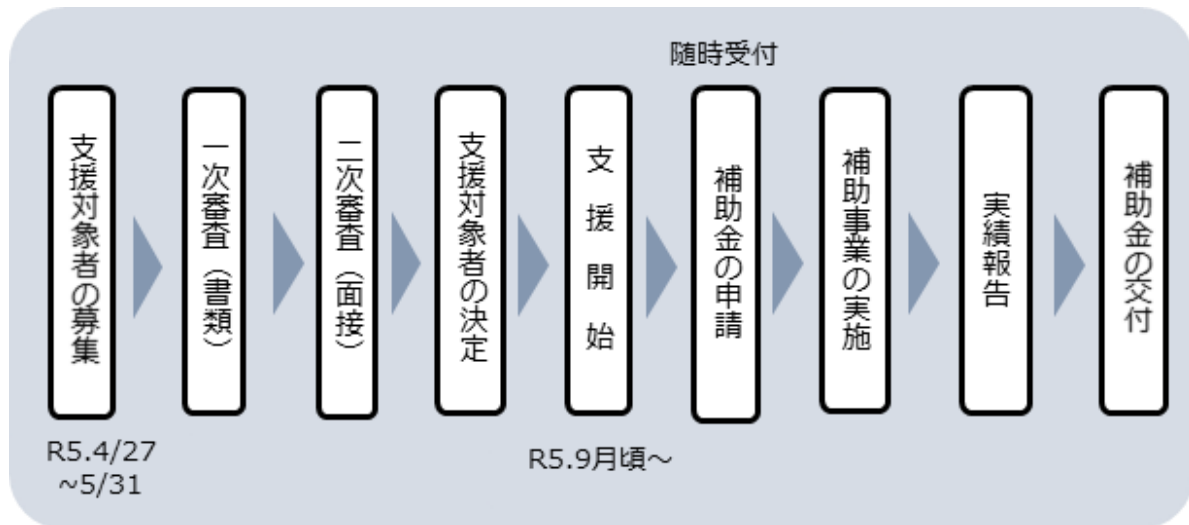 随時受付
支援対象者の募集
一次審査（書類）
二次審査（面接）
支援対象者の決定
支援開始
補助金の申請
補助事業の実施
実績報告
補助金の交付
R5.4/27
~5/31
R5.9月頃～